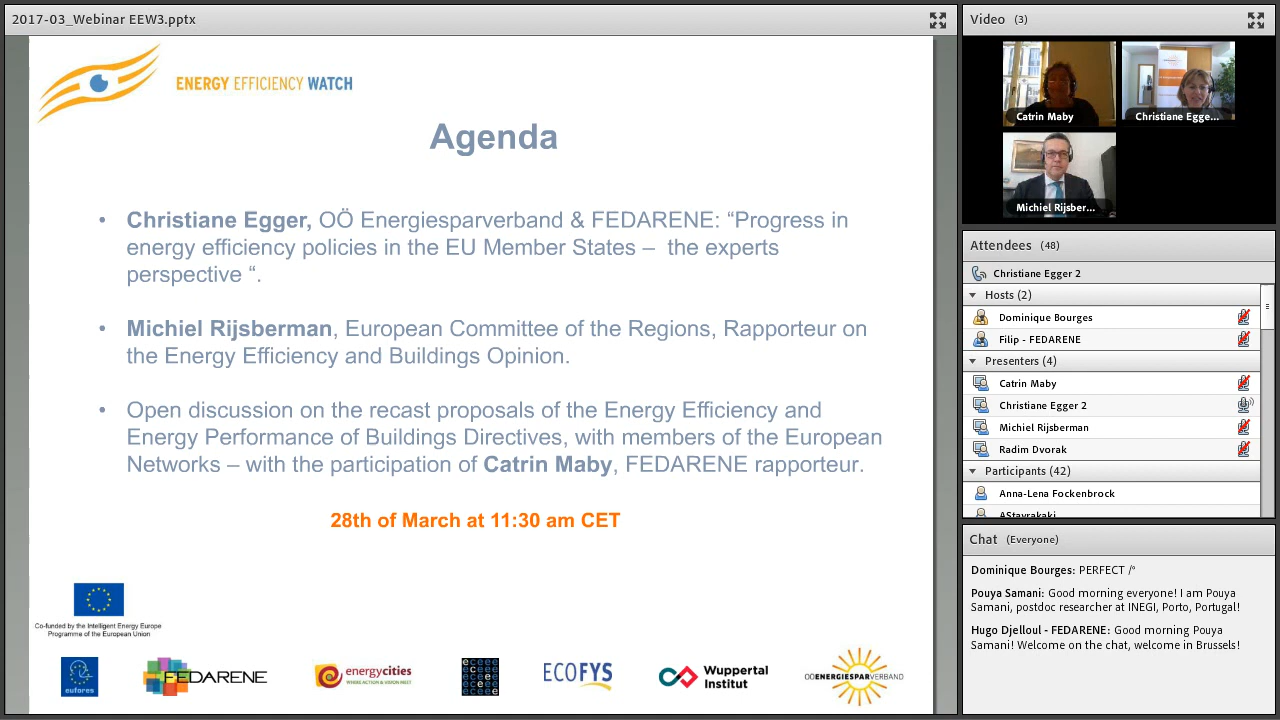 2017-03_Webinar EEW3.pptx
ENERGY EFFICIENCY WATCH
Agenda
• Christiane Egger, OÖ Energiesparverband & FEDARENE: “Progress in
energy efficiency policies in the EU Member States – the experts
perspective “.
• Michiel Rijsberman, European Committee of the Regions, Rapporteur on
the Energy Efficiency and Buildings Opinion.
• Open discussion on the recast proposals of the Energy Efficiency and
Energy Performance of Buildings Directives, with members of the European
Networks – with the participation of Catrin Maby, FEDARENE rapporteur.
28th of March at 11:30 am CET
Co-funded by the Intelligent Energy Europe
Programme of the European Union
eufores
FEDARENE
energycities
WHERE ACTION & VISION MEET
eceee
ECOFYS
Wuppertal
Institut
OÖENERGIESPARVERBAND
Video (3)
Catrin Maby
Christiane Egge...
Michiel Rijsber...
Attendees (48)
Christiane Egger 2
Hosts (2)
Dominique Bourges
Filip - FEDARENE
Presenters (4)
Catrin Maby
Christiane Egger 2
Michiel Rijsberman
Radim Dvorak
Participants (42)
Anna-Lena Fockenbrock
AStavrakaki
Chat (Everyone)
Dominique Bourges: PERFECT /°
Pouya Samani: Good morning everyone! I am Pouya
Samani, postdoc researcher at INEGI, Porto, Portugal!
Hugo Djelloul - FEDARENE: Good morning Pouya
Samani! Welcome on the chat, welcome in Brussels!